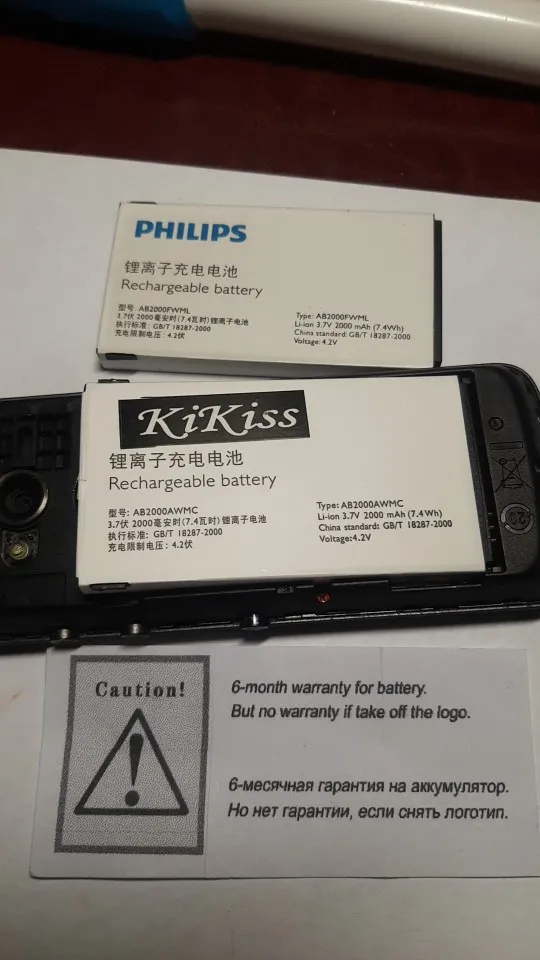 PHILIPS
锂离子充电电池
Rechargeable battery
型号: AB2000FWML
3.7伏 2000毫安时(7.4瓦时)锂离子电池
执行标准: GB/T 18287-2000
充电限制电压: 4.2伏
Type: AB2000FWML
Li-ion 3.7V 2000 mAh (7.4Wh)
China standard: GB/T 18287-2000
Voltage: 4.2V
KiKiss
锂离子充电电池
Rechargeable battery
型号: AB2000AWMC
3.7伏 2000毫安时(7.4瓦时)锂离子电池
执行标准: GB/T 18287-2000
充电限制电压: 4.2伏
Type: AB2000AWMC
Li-ion 3.7V 2000 mAh (7.4Wh)
China standard: GB/T 18287-2000
Voltage:4.2V
20
Caution!
6-month warranty for battery.
But no warranty if take off the logo.
6-месячная гарантия на аккумулятор.
Но нет гарантии, если снять логотип.